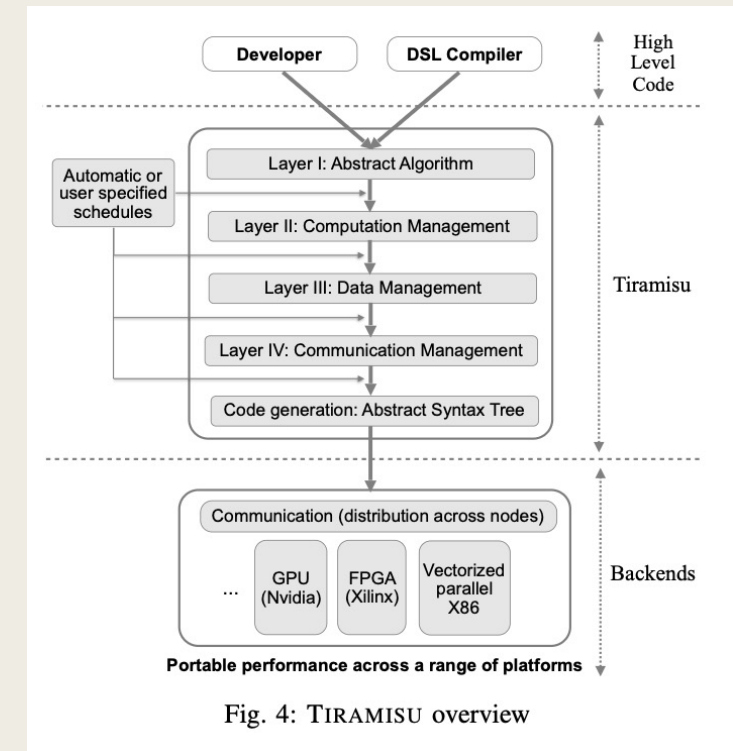 Developer
DSL Compiler
High
Level
Code
Automatic or
user specified
schedules
Layer I: Abstract Algorithm
Layer II: Computation Management
Layer III: Data Management
Layer IV: Communication Management
Code generation: Abstract Syntax Tree
Tiramisu
Communication (distribution across nodes)
...
GPU
(Nvidia)
FPGA
(Xilinx)
Vectorized
parallel
X86
Backends
Portable performance across a range of platforms
Fig. 4: TIRAMISU overview